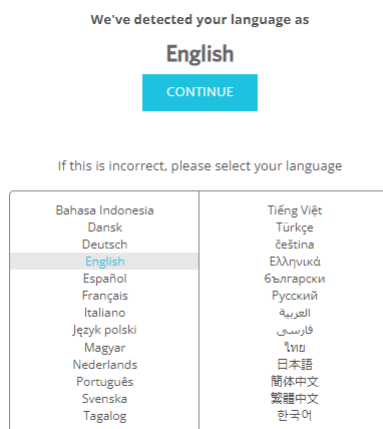 We've detected your language as
English
CONTINUE
If this is incorrect, please select your language
Bahasa Indonesia
Dansk
Deutsch
English
Español
Français
Italiano
Język polski
Magyar
Nederlands
Português
Svenska
Tagalog
Tiếng Việt
Türkçe
čeština
Ελληνικά
български
Русский
العربية
فارسی
ไทย
日本語
简体中文
繁體中文
한국어